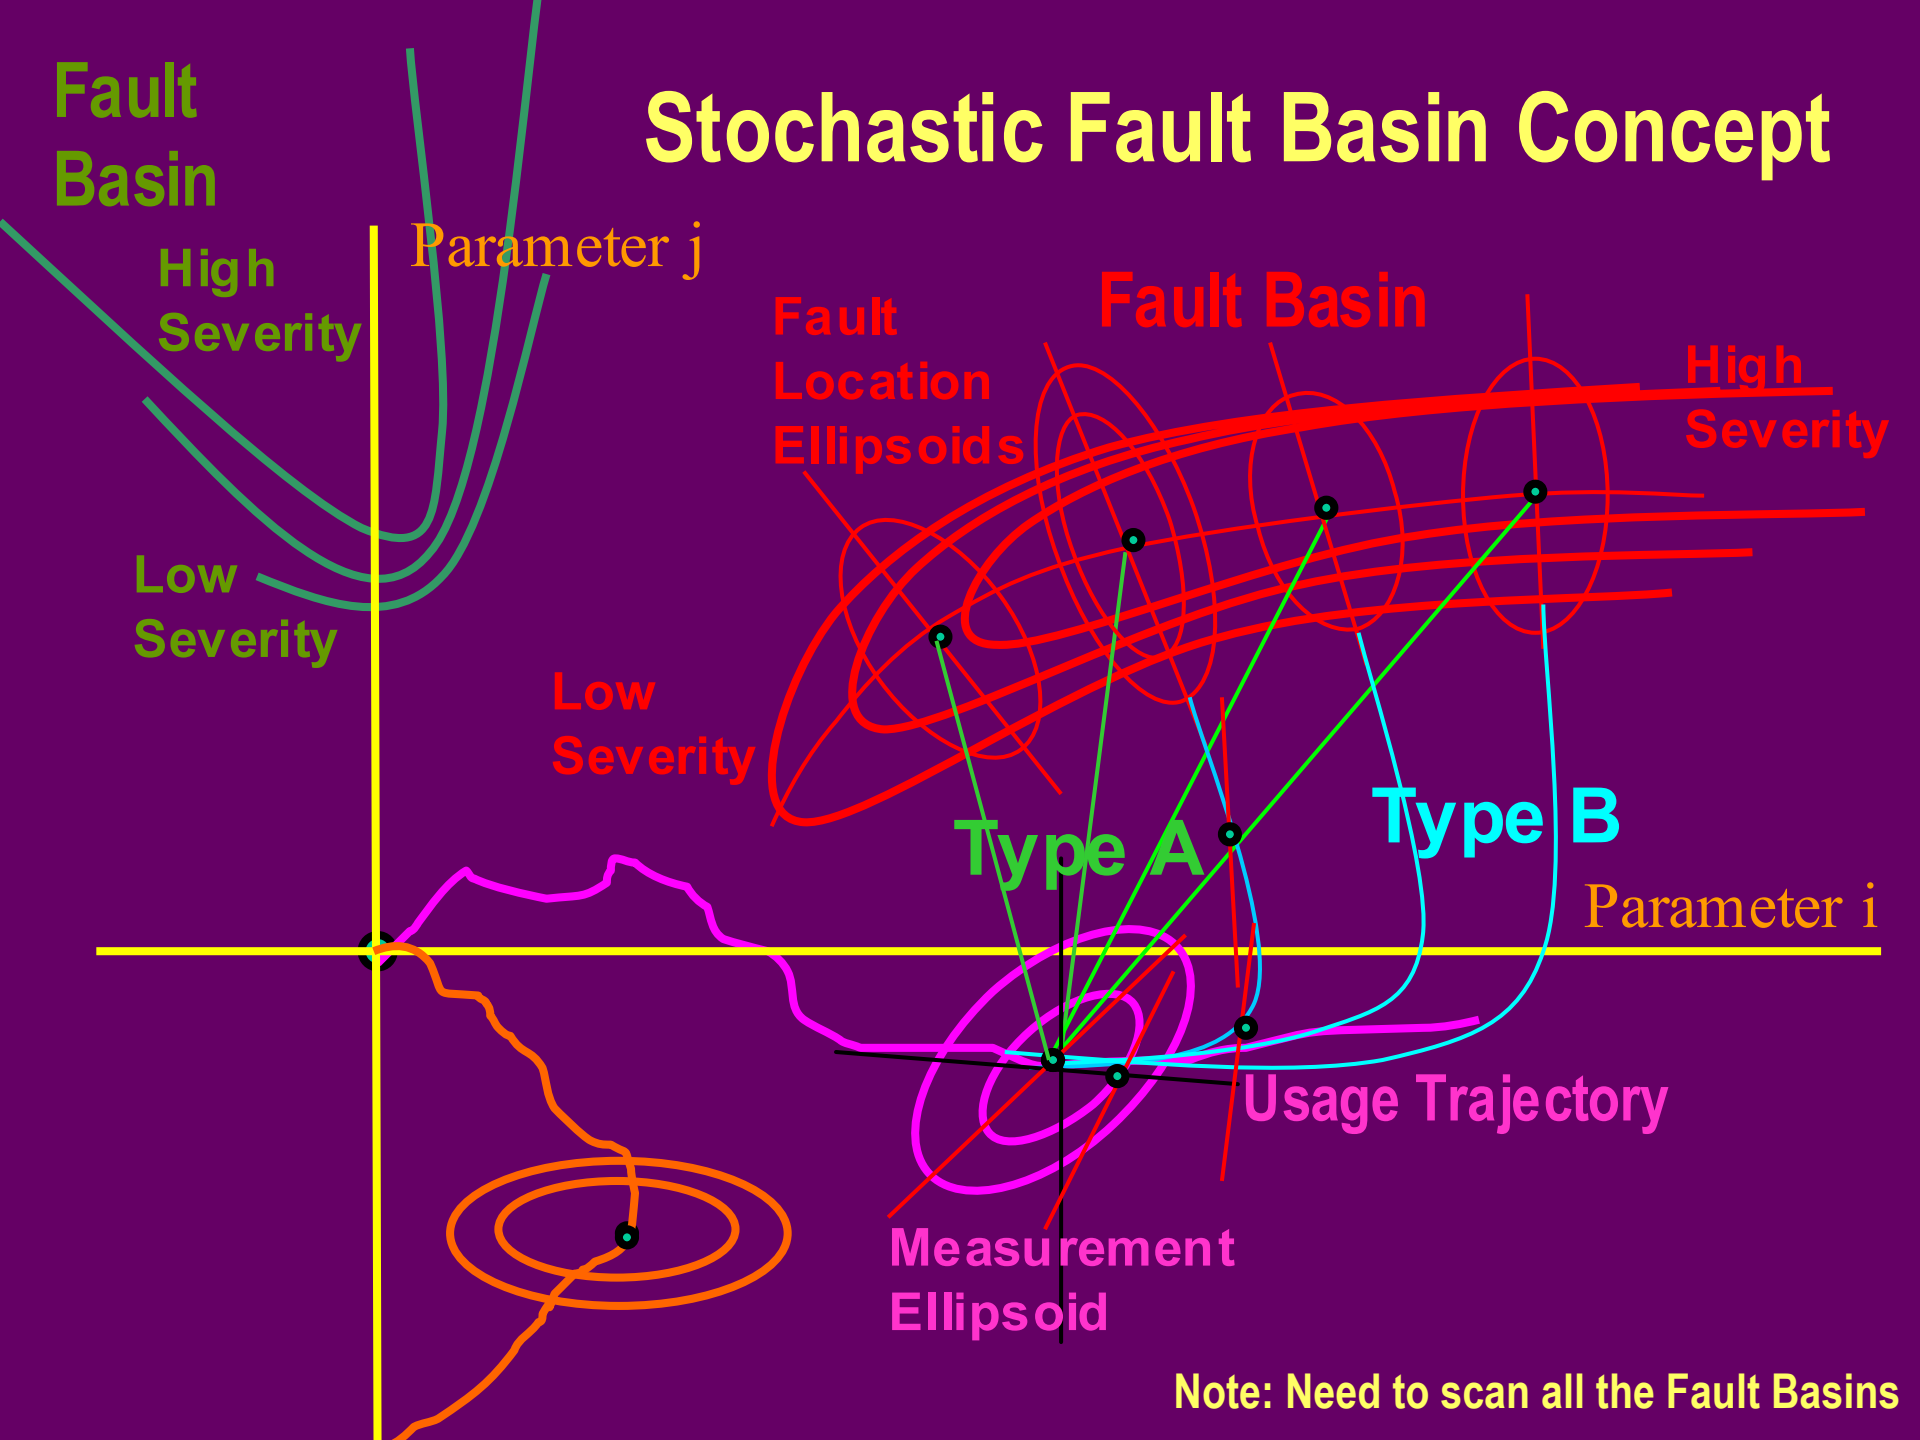 Fault
Basin
Stochastic Fault Basin Concept
High
Severity
Parameter j
Fault
Location
Ellipsoids
Fault Basin
High
Severity
Low
Severity
Low
Severity
Type A
Type B
Parameter i
Usage Trajectory
Measurement
Ellipsoid
Note: Need to scan all the Fault Basins